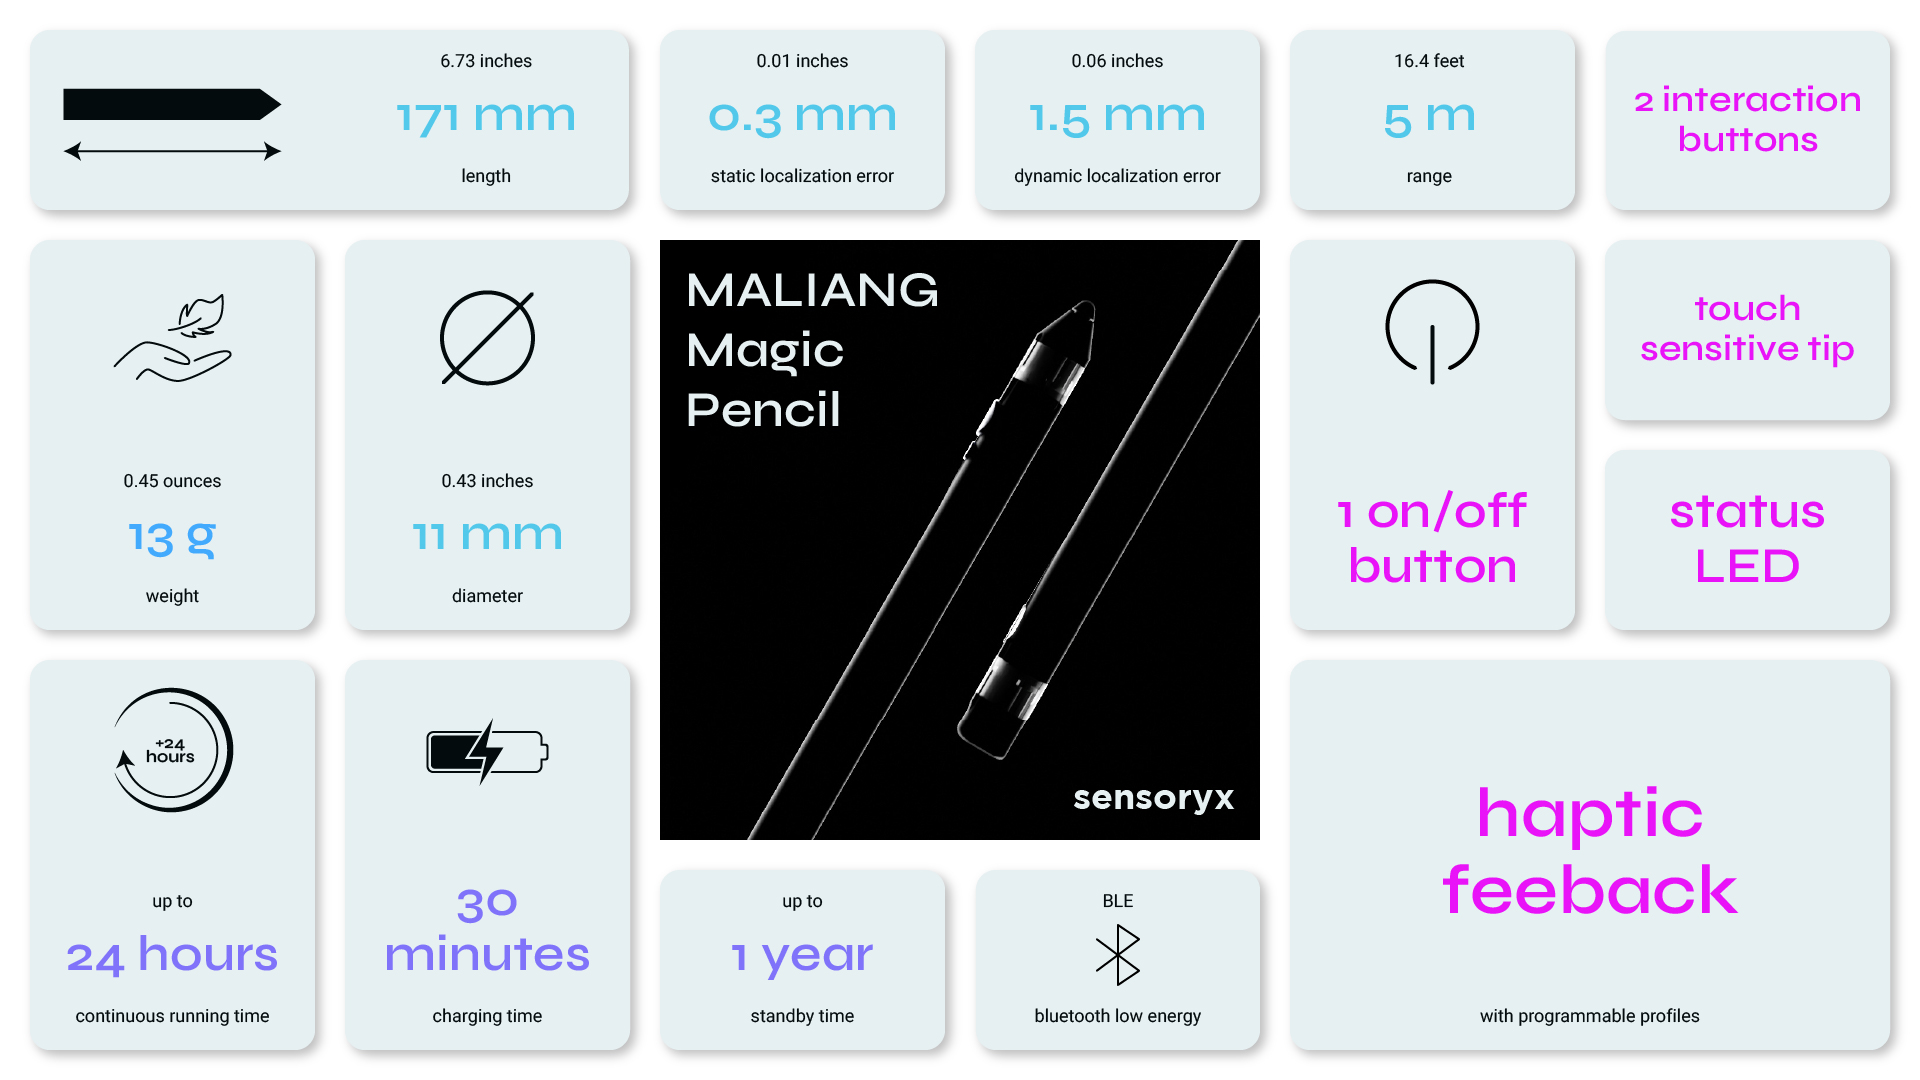 6.73 inches
171 mm
length
0.01 inches
0.3 mm
static localization error
0.06 inches
1.5 mm
dynamic localization error
16.4 feet
5 m
range
2 interaction
buttons
0.45 ounces
13 g
weight
0.43 inches
11 mm
diameter
MALIANG
Magic
Pencil
sensoryx
1 on/off
button
touch
sensitive tip
status
LED
+24
hours
up to
24 hours
continuous running time
30
minutes
charging time
up to
1 year
standby time
BLE
bluetooth low energy
haptic
feeback
with programmable profiles